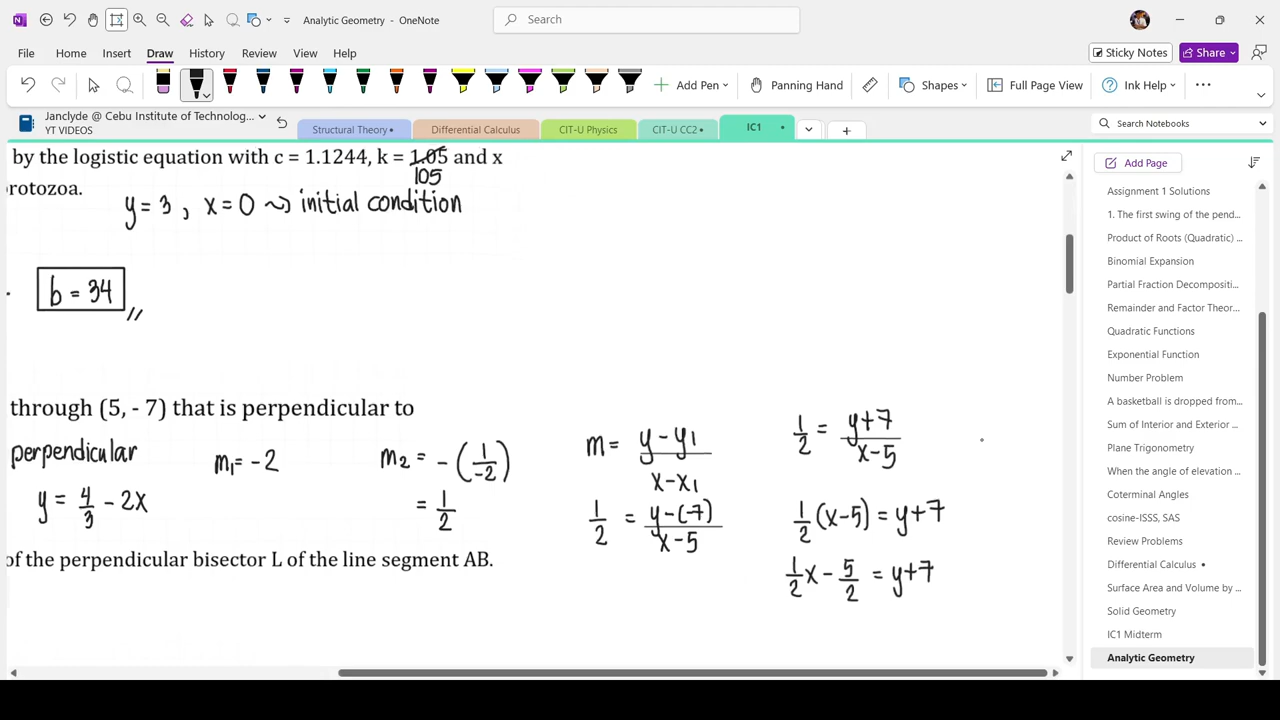 Analytic Geometry - OneNote
Search
File Home Insert Draw History Review View Help
Sticky Notes
Share
Add Pen
Panning Hand
Shapes
Full Page View
Ink Help
Janclyde @ Cebu Institute of Technolog...
YT VIDEOS
Structural Theory
Differential Calculus
CIT-U Physics
CIT-U CC2
IC1
Search Notebooks
by the logistic equation with c = 1.1244, k = 1.05 and x
105
rotozoa.
y = 3 , x = 0 ⤳ initial condition
b = 34 //
through (5, - 7) that is perpendicular to
perpendicular
m₁ = -2
m₂ = - (1/-2)
= 1/2
y = 4/3 - 2x
m = (y - y₁)/(x - x₁)
1/2 = (y - (-7))/(x - 5)
1/2 = (y+7)/(x-5)
1/2 (x-5) = y+7
1/2 x - 5/2 = y+7
of the perpendicular bisector L of the line segment AB.
Add Page
Assignment 1 Solutions
1. The first swing of the pend...
Product of Roots (Quadratic) ...
Binomial Expansion
Partial Fraction Decompositi...
Remainder and Factor Theor...
Quadratic Functions
Exponential Function
Number Problem
A basketball is dropped from...
Sum of Interior and Exterior ...
Plane Trigonometry
When the angle of elevation ...
Coterminal Angles
cosine-ISSS, SAS
Review Problems
Differential Calculus
Surface Area and Volume by ...
Solid Geometry
IC1 Midterm
Analytic Geometry